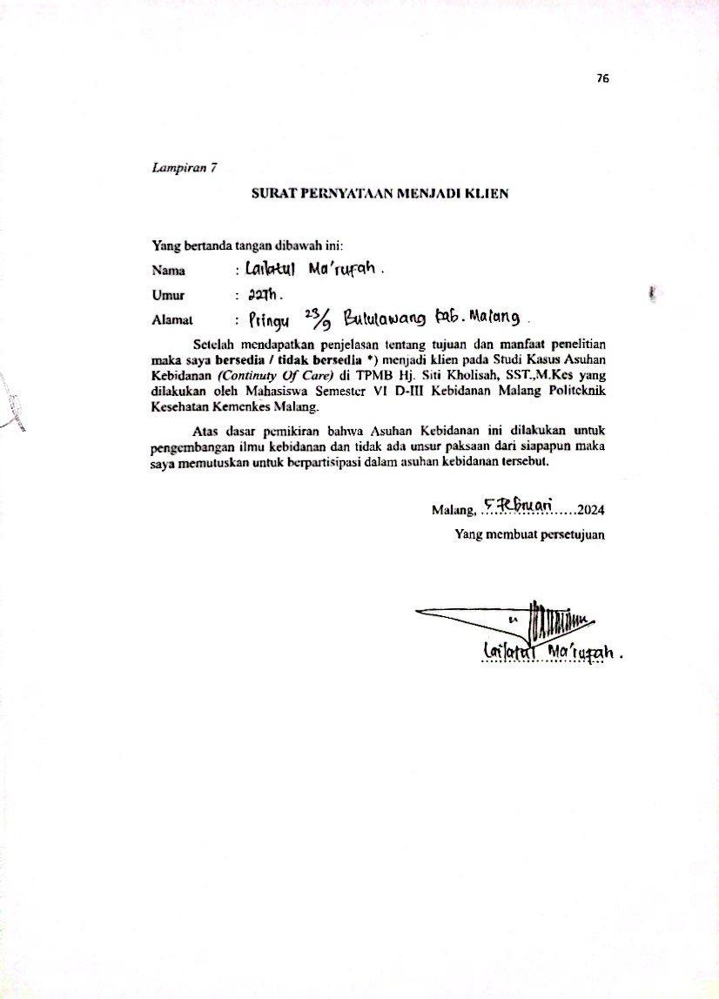 76
Lampiran 7
SURAT PERNYATAAN MENJADI KLIEN
Yang bertanda tangan dibawah ini:
Nama : Lailatul Ma'rufah.
Umur : 22Th.
Alamat : Pringu 23/9 Bululawang kab. Malang.
Setelah mendapatkan penjelasan tentang tujuan dan manfaat penelitian
maka saya bersedia / tidak bersedia *) menjadi klien pada Studi Kasus Asuhan
Kebidanan (Continuty Of Care) di TPMB Hj. Siti Kholisah, SST.,M.Kes yang
dilakukan oleh Mahasiswa Semester VI D-III Kebidanan Malang Politeknik
Kesehatan Kemenkes Malang.
Atas dasar pemikiran bahwa Asuhan Kebidanan ini dilakukan untuk
pengembangan ilmu kebidanan dan tidak ada unsur paksaan dari siapapun maka
saya memutuskan untuk berpartisipasi dalam asuhan kebidanan tersebut.
Malang, 5 Februari 2024
Yang membuat persetujuan
Lailatul Ma'rufah.